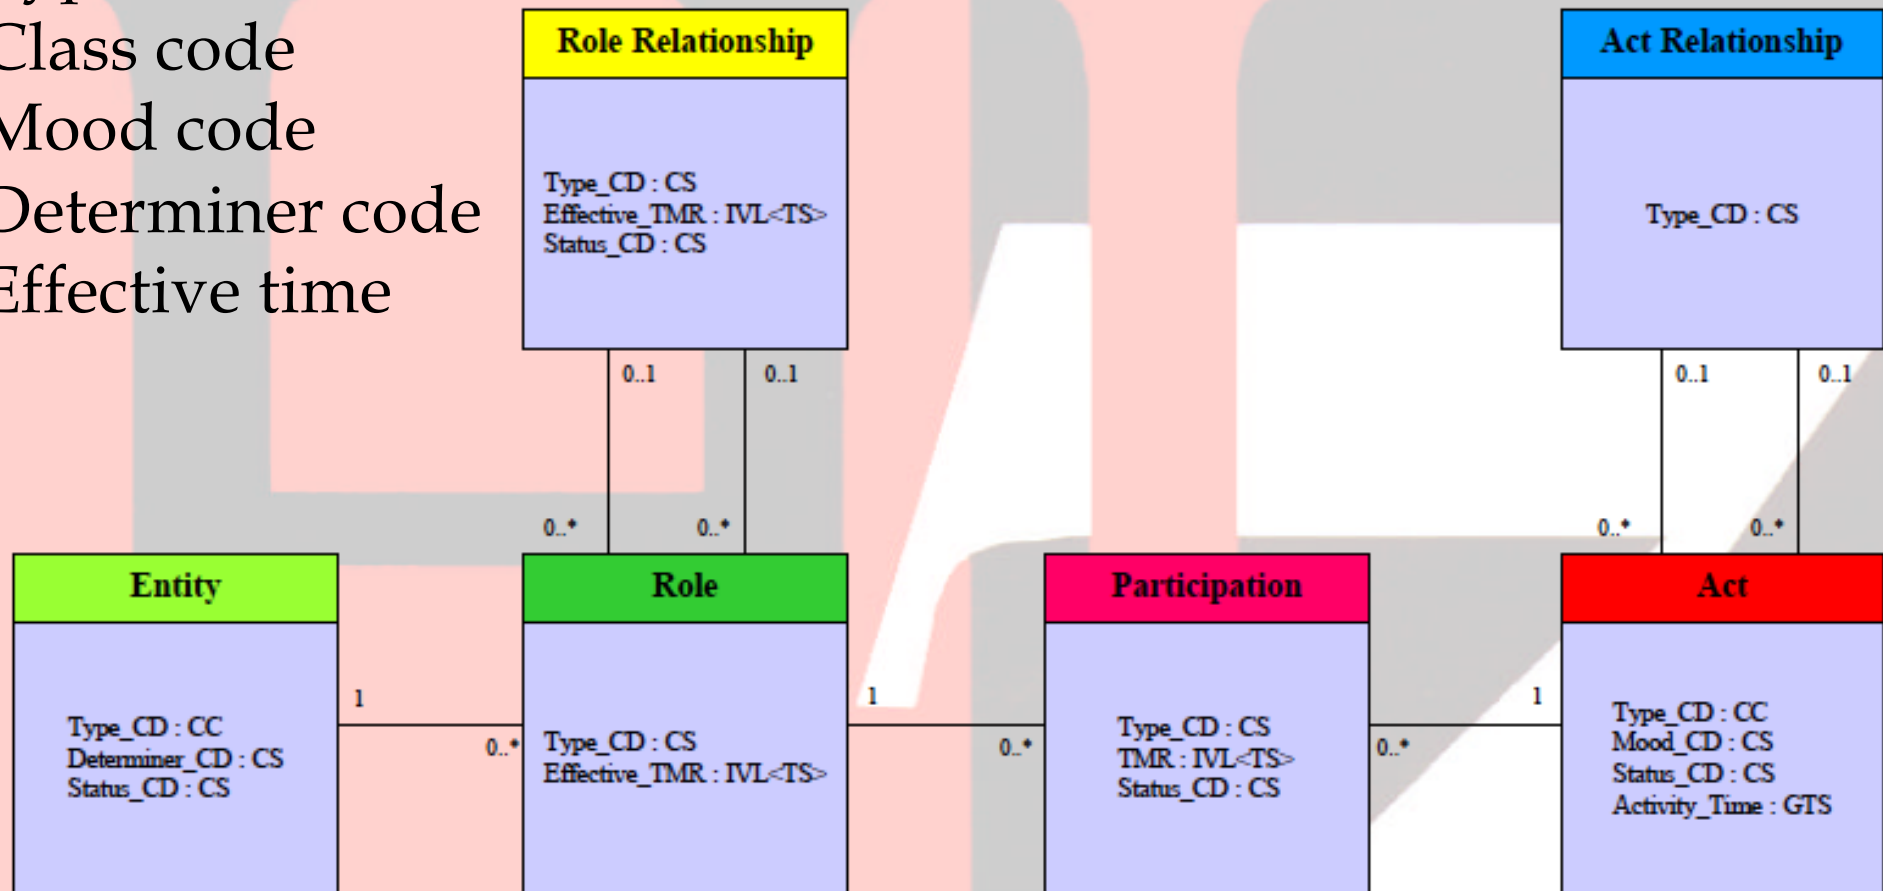 Class code
Mood code
Determiner code
Effective time
Role Relationship
Type_CD : CS
Effective_TMR : IVL<TS>
Status_CD : CS
0..1
0..1
0..*
0..*
Act Relationship
Type_CD : CS
0..1
0..1
0..*
0..*
Entity
Type_CD : CC
Determiner_CD : CS
Status_CD : CS
1
0..*
Role
Type_CD : CS
Effective_TMR : IVL<TS>
1
0..*
Participation
Type_CD : CS
TMR : IVL<TS>
Status_CD : CS
0..*
1
Act
Type_CD : CC
Mood_CD : CS
Status_CD : CS
Activity_Time : GTS